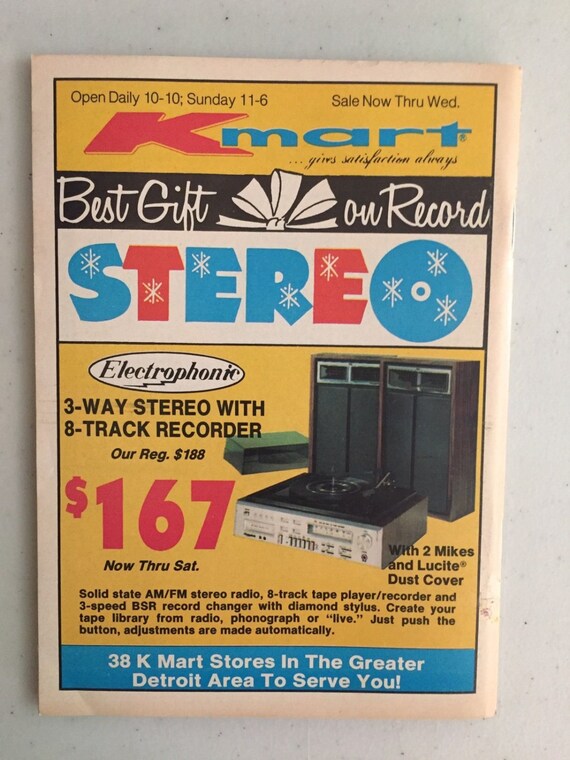 Open Daily 10-10; Sunday 11-6 Sale Now Thru Wed.
Kmart®
...gives satisfaction always
Best Gift on Record
STEREO
Electrophonic
3-WAY STEREO WITH
8-TRACK RECORDER
Our Reg. $188
$167
Now Thru Sat.
With 2 Mikes
and Lucite®
Dust Cover
Solid state AM/FM stereo radio, 8-track tape player/recorder and
3-speed BSR record changer with diamond stylus. Create your
tape library from radio, phonograph or "live." Just push the
button, adjustments are made automatically.
38 K Mart Stores In The Greater
Detroit Area To Serve You!